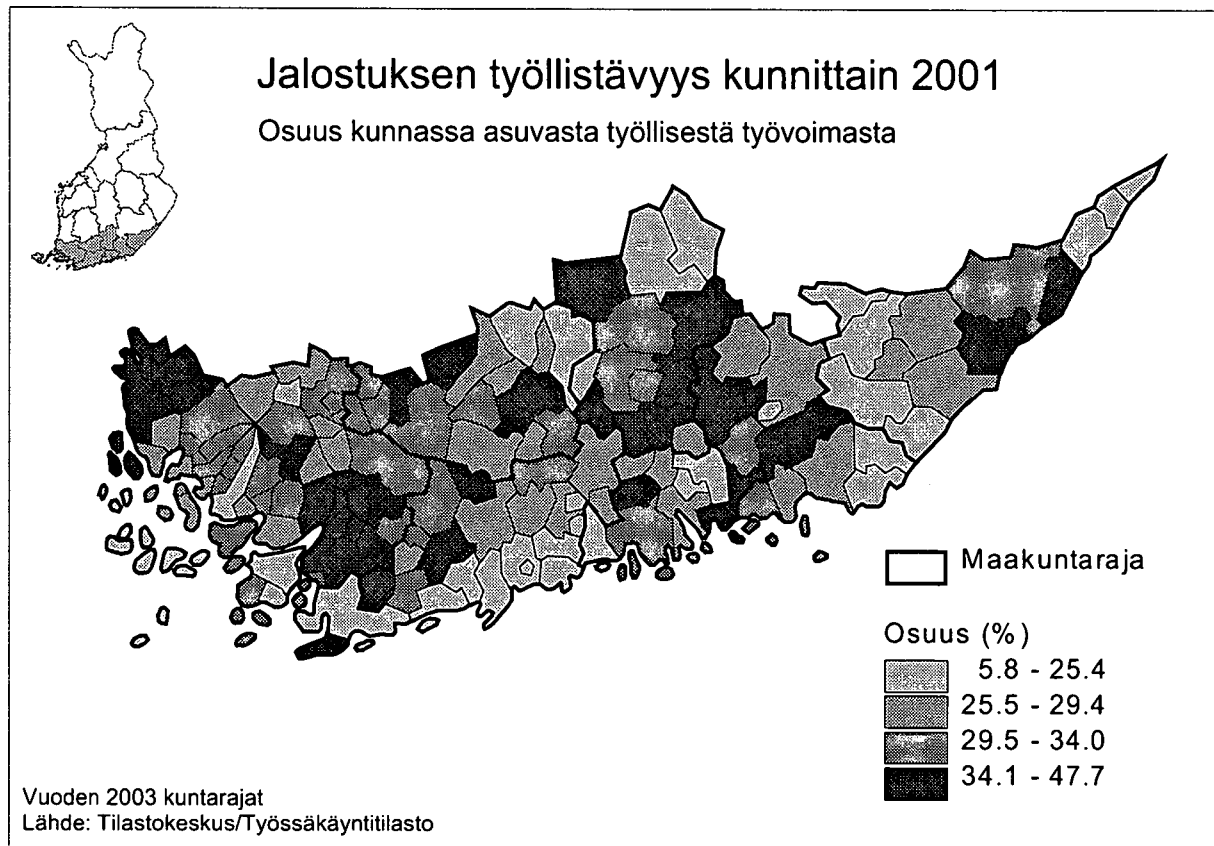 Jalostuksen työllistävyys kunnittain 2001
Osuus kunnassa asuvasta työllisestä työvoimasta
Maakuntaraja
Osuus (%)
5.8 - 25.4
25.5 - 29.4
29.5 - 34.0
34.1 - 47.7
Vuoden 2003 kuntarajat
Lähde: Tilastokeskus/Työssäkäyntitilasto